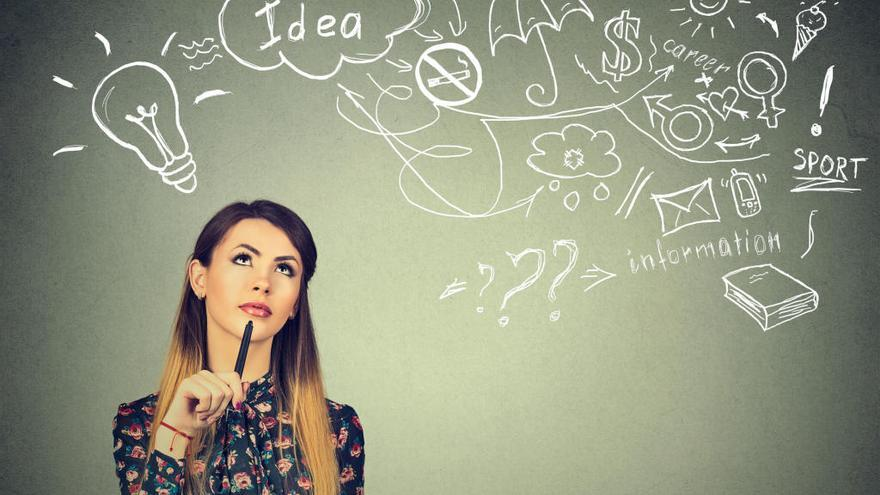 Idea
$
career
+
!
SPORT
information
? ? ?